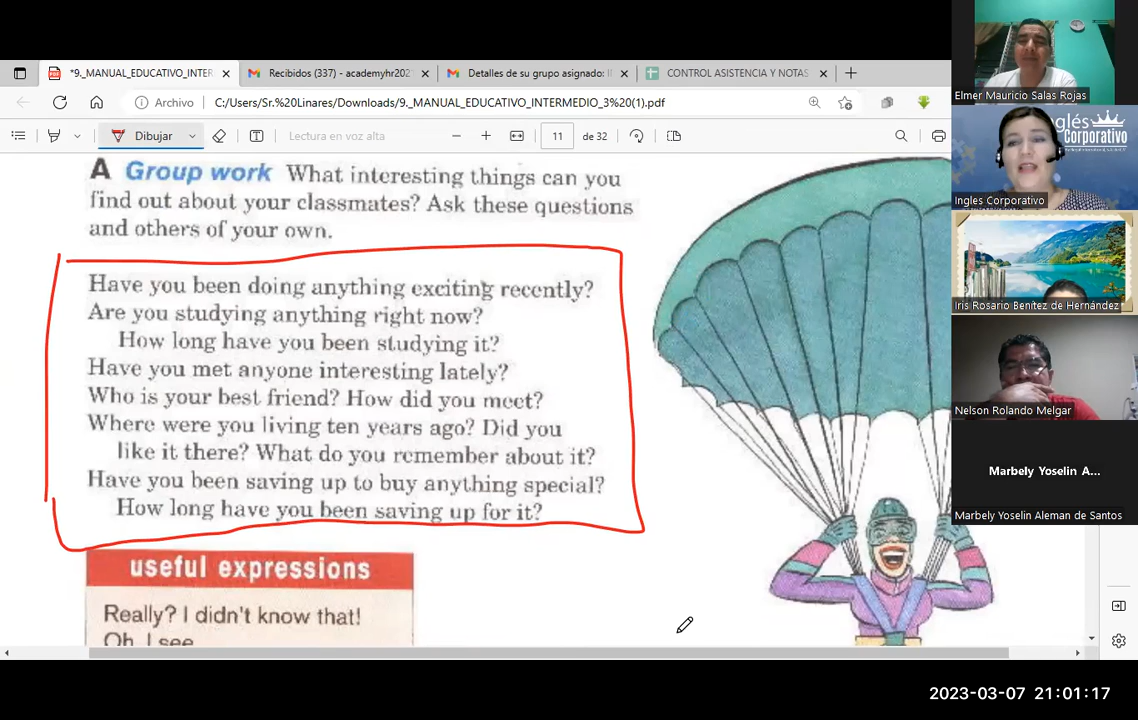 *9._MANUAL_EDUCATIVO_INTER
Recibidos (337) - academyhr202
Detalles de su grupo asignado:
CONTROL ASISTENCIA Y NOTAS
Archivo
C:/Users/Sr.%20Linares/Downloads/9._MANUAL_EDUCATIVO_INTERMEDIO_3%20(1).pdf
Dibujar
Lectura en voz alta
11
de 32
A Group work What interesting things can you
find out about your classmates? Ask these questions
and others of your own.
Have you been doing anything exciting recently?
Are you studying anything right now?
How long have you been studying it?
Have you met anyone interesting lately?
Who is your best friend? How did you meet?
Where were you living ten years ago? Did you
like it there? What do you remember about it?
Have you been saving up to buy anything special?
How long have you been saving up for it?
useful expressions
Really? I didn't know that!
Oh, I see
Elmer Mauricio Salas Rojas
Inglés
Corporativo
Ingles Corporativo
Iris Rosario Benitez de Hernández
Nelson Rolando Melgar
Marbely Yoselin A...
Marbely Yoselin Aleman de Santos
2023-03-07 21:01:17